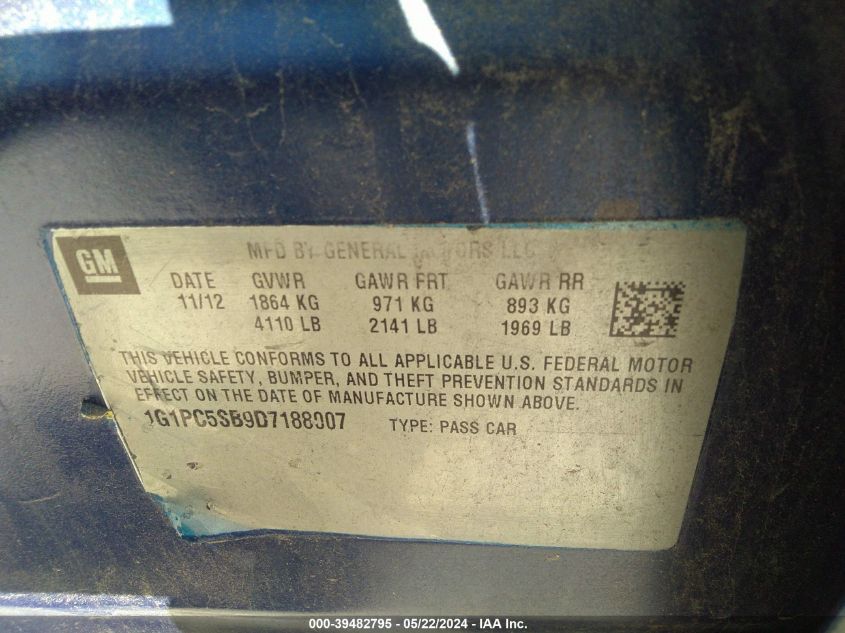 GM
MFD BY GENERAL MOTORS LLC
DATE GVWR GAWR FRT GAWR RR
11/12 1864 KG 971 KG 893 KG
4110 LB 2141 LB 1969 LB
THIS VEHICLE CONFORMS TO ALL APPLICABLE U.S. FEDERAL MOTOR
VEHICLE SAFETY, BUMPER, AND THEFT PREVENTION STANDARDS IN
EFFECT ON THE DATE OF MANUFACTURE SHOWN ABOVE.
1G1PC5SB9D7188007 TYPE: PASS CAR
000-39482795 - 05/22/2024 - IAA Inc.